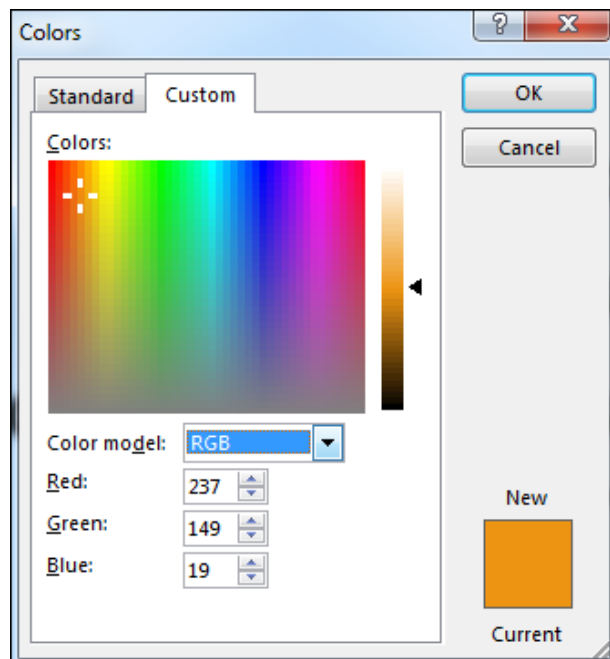 Colors
Standard
Custom
OK
Cancel
Colors:
Color model:
RGB
Red:
237
Green:
149
Blue:
19
New
Current